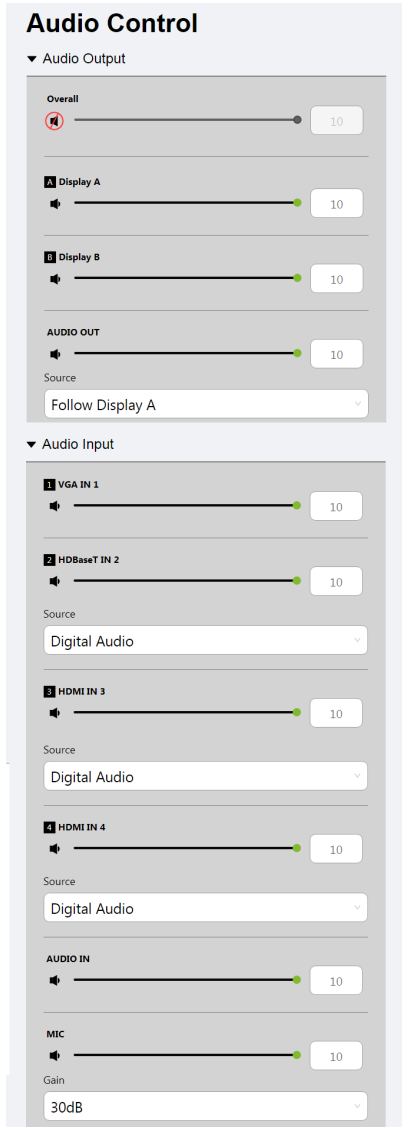 Audio Control
Audio Output
Overall
10
A Display A
10
B Display B
10
AUDIO OUT
10
Source
Follow Display A
Audio Input
1 VGA IN 1
10
2 HDBaseT IN 2
10
Source
Digital Audio
3 HDMI IN 3
10
Source
Digital Audio
4 HDMI IN 4
10
Source
Digital Audio
AUDIO IN
10
MIC
10
Gain
30dB